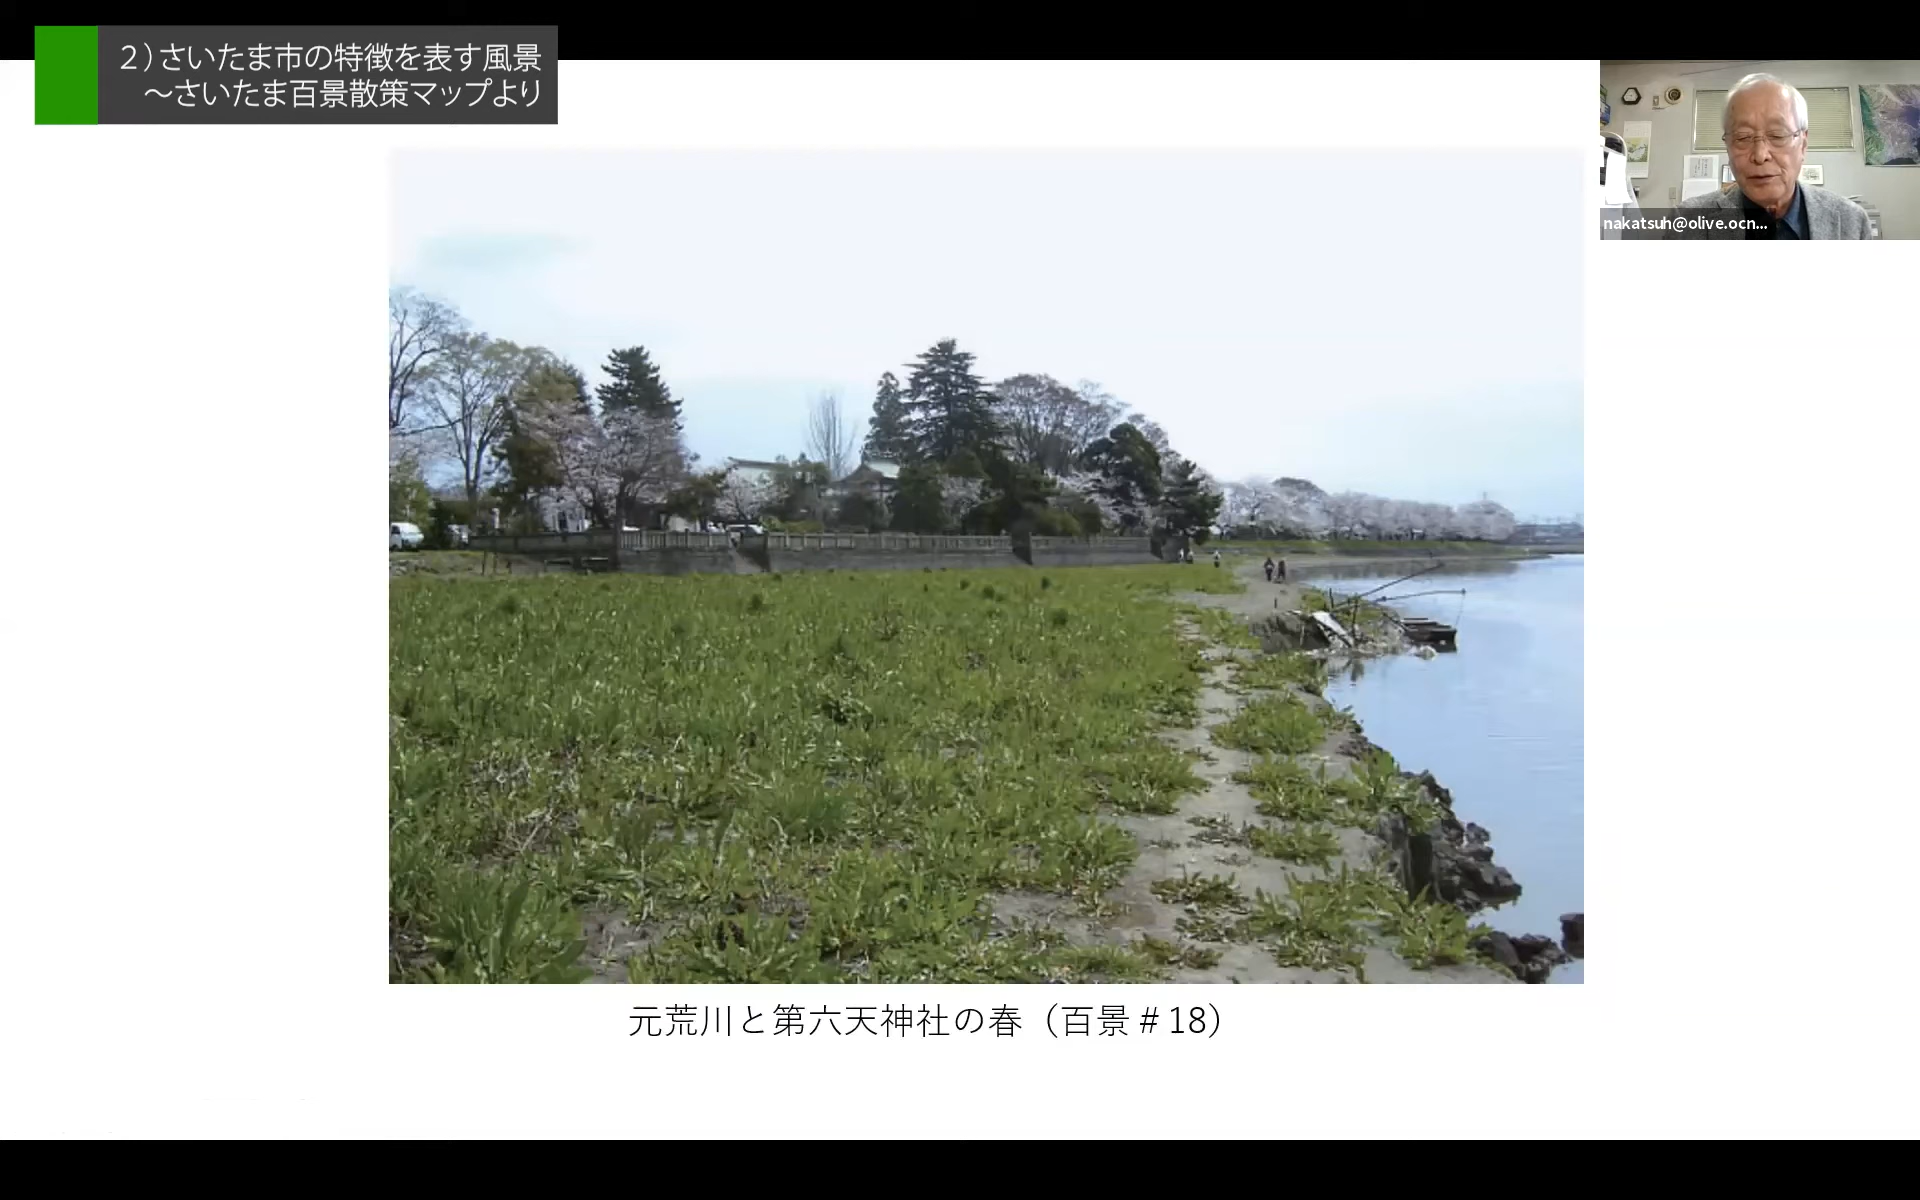 ２）さいたま市の特徴を表す風景
～さいたま百景散策マップより
nakatsuh@olive.ocn...
元荒川と第六天神社の春（百景＃18）